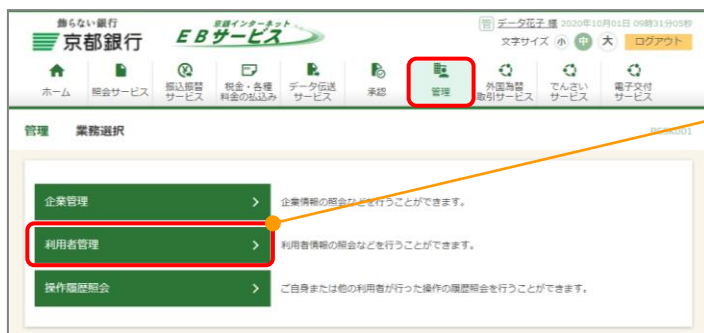 飾らない銀行
京都銀行
京銀インターネット
EBサービス
管 データ花子 様 2020年10月01日 09時31分05秒
文字サイズ 小 中 大 ログアウト
ホーム 照会サービス 振込振替サービス 税金・各種料金の払込み データ伝送サービス 承認 管理 外国為替取引サービス でんさいサービス 電子交付サービス
管理 業務選択
企業管理 企業情報の照会などを行うことができます。
利用者管理 利用者情報の照会などを行うことができます。
操作履歴照会 ご自身または他の利用者が行った操作の履歴照会を行うことができます。